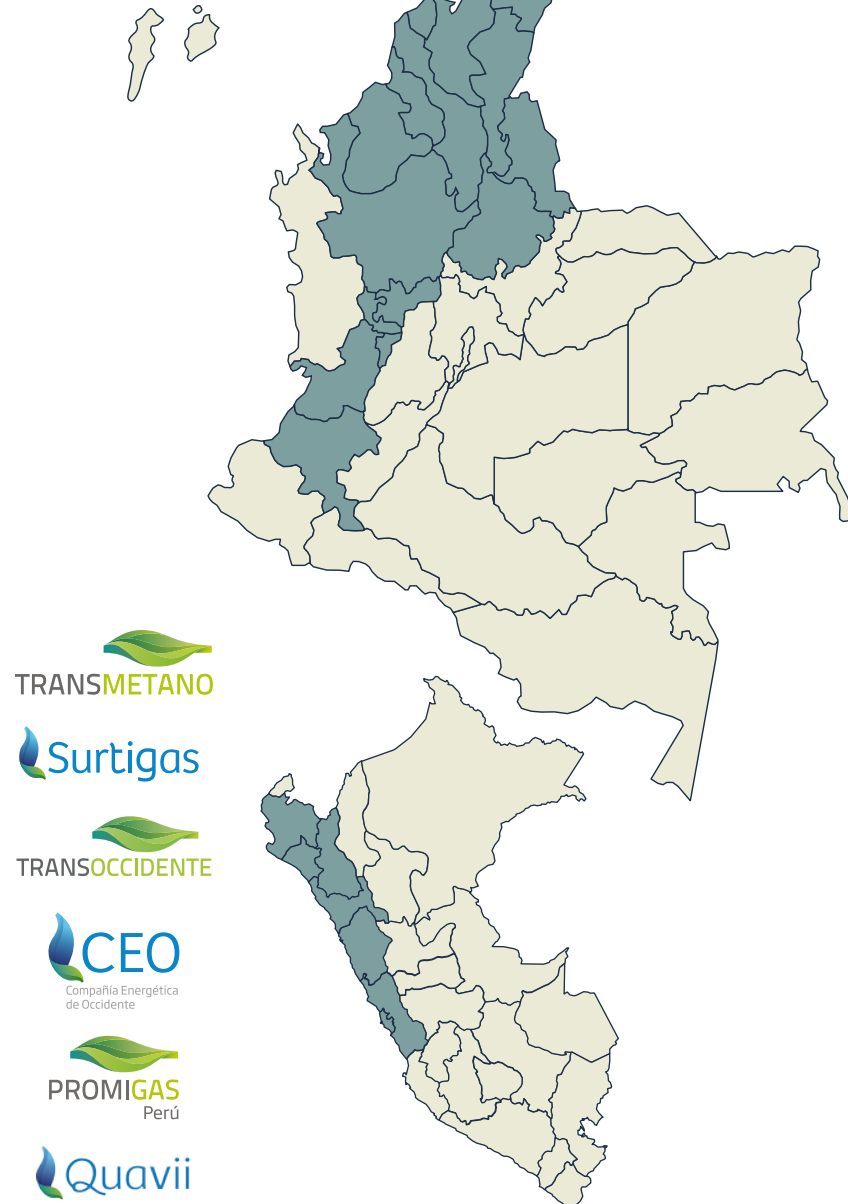 TRANSMETANO
Surtigas
TRANSOCCIDENTE
CEO
Compañía Energética
de Occidente
PROMIGAS
Perú
Quavii